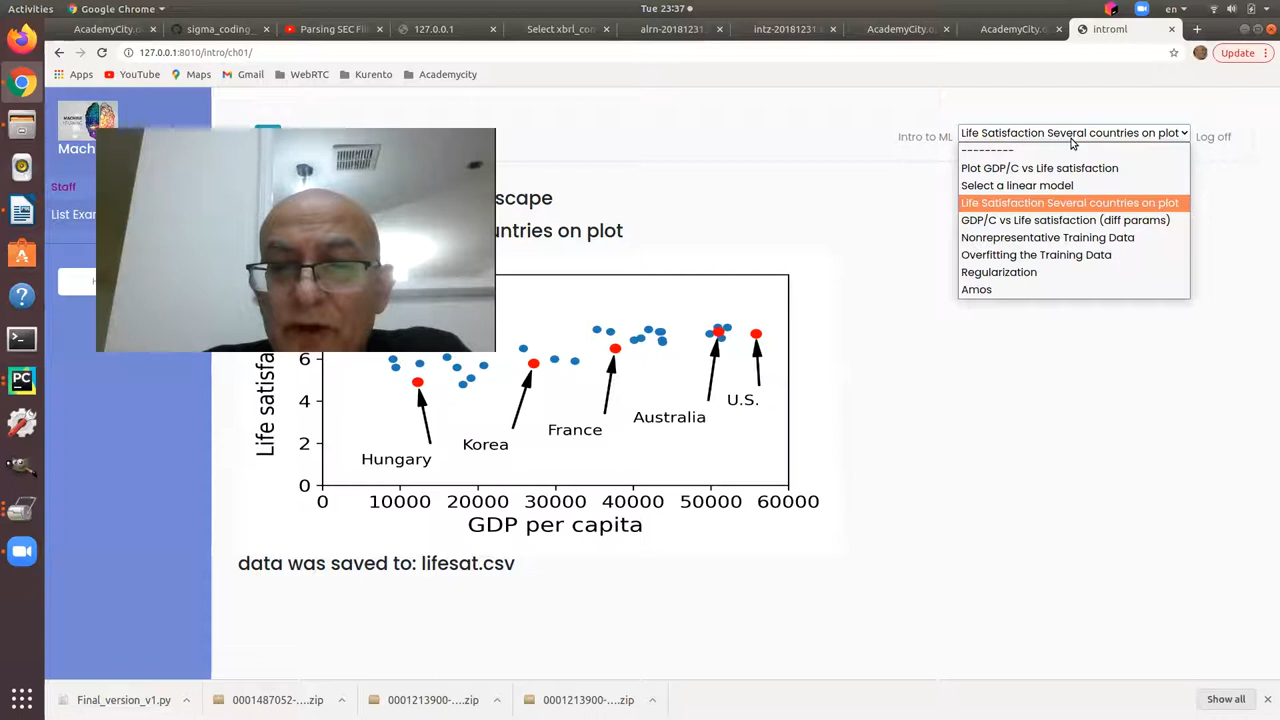 Activities
Google Chrome
Tue 23:37
en
AcademyCity.
sigma_coding_
Parsing SEC Fil
127.0.0.1
Select xbrl_con
alrn-20181231
intz-20181231.
AcademyCity.
AcademyCity.
introml
127.0.0.1:8010/intro/ch01/
Update
Apps
YouTube
Maps
Gmail
WebRTC
Kurento
Academycity
Mach
Staff
List Exam
Intro to ML
Life Satisfaction Several countries on plot
Log off
---------
Plot GDP/C vs Life satisfaction
Select a linear model
Life Satisfaction Several countries on plot
GDP/C vs Life satisfaction (diff params)
Nonrepresentative Training Data
Overfitting the Training Data
Regularization
Amos
scape
ntries on plot
Life satisfa
6
4
2
0
Hungary
Korea
France
Australia
U.S.
0 10000 20000 30000 40000 50000 60000
GDP per capita
data was saved to: lifesat.csv
Final_version_v1.py
0001487052-....zip
0001213900-....zip
0001213900-....zip
Show all